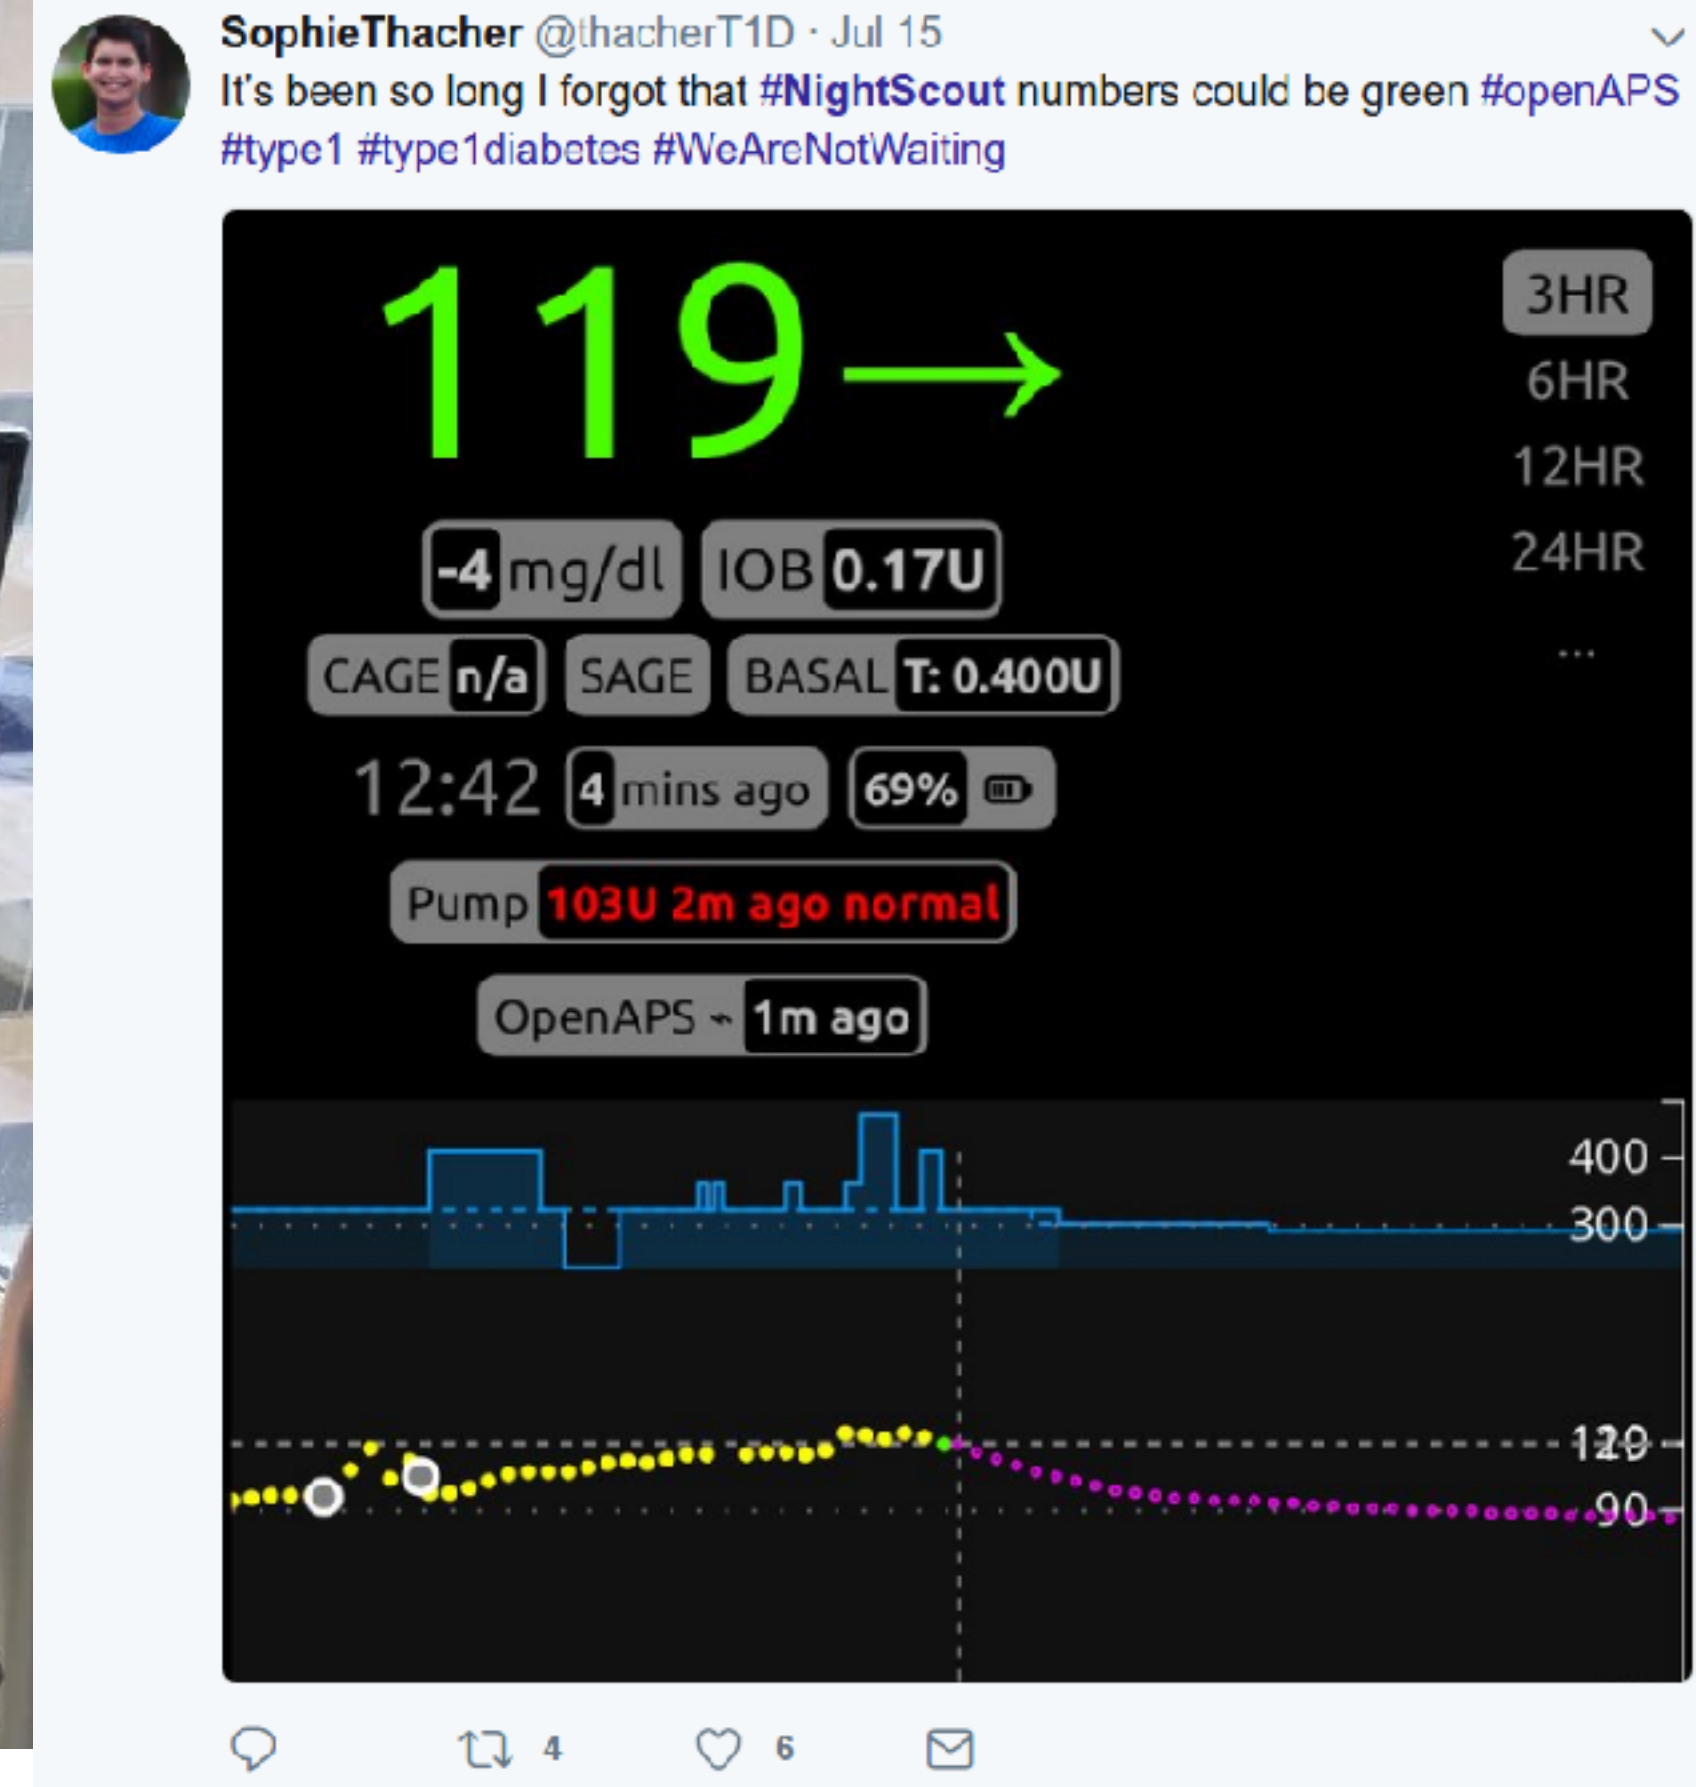 SophieThacher @thacherT1D · Jul 15
It's been so long I forgot that #NightScout numbers could be green #openAPS
#type1 #type1diabetes #WeAreNotWaiting
119→
3HR
6HR
12HR
24HR
...
-4 mg/dl IOB 0.17U
CAGE n/a SAGE BASAL T: 0.400U
12:42 4 mins ago 69%
Pump 103U 2m ago normal
OpenAPS 1m ago
400
300
120
90
4 6